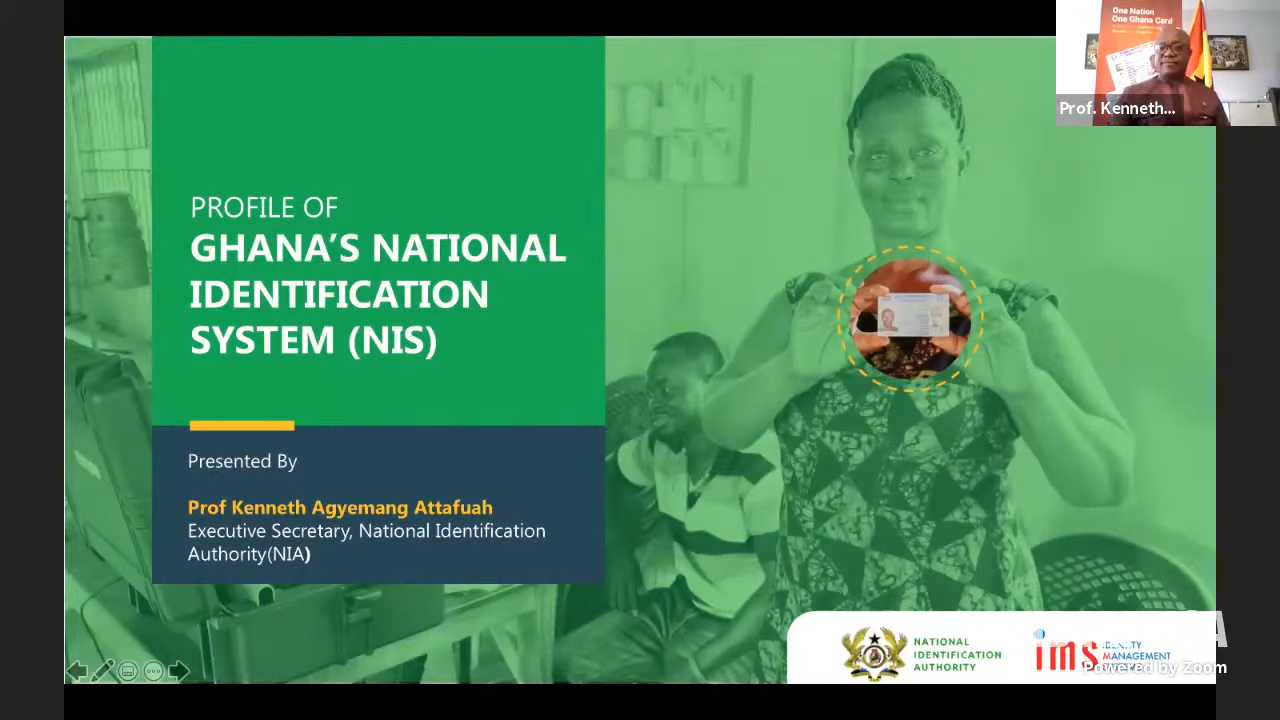 One Nation
One Ghana Card
Prof. Kenneth...
PROFILE OF
GHANA’S NATIONAL
IDENTIFICATION
SYSTEM (NIS)
Presented By
Prof Kenneth Agyemang Attafuah
Executive Secretary, National Identification
Authority(NIA)
NATIONAL
IDENTIFICATION
AUTHORITY
ims
IDENTITY
MANAGEMENT
Powered by Zoom